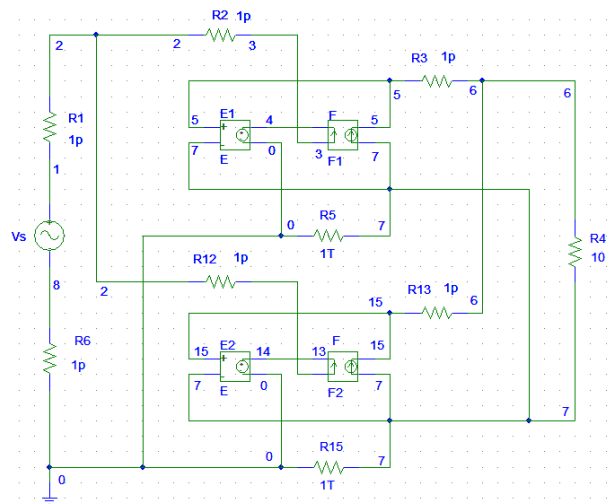 R2 1p
2 2 3
R3 1p
5 6 6
R1
1p
E1 F
5 + 4 5
7 - 0 3 7
E F1
1
Vs
0 R5 7
1T
R4
10
8
R12 1p
2
R13 1p
15 6
R6
1p
E2 F
15 + 14 13 15
7 - 0 7
E F2
7
0 R15 7
1T
0